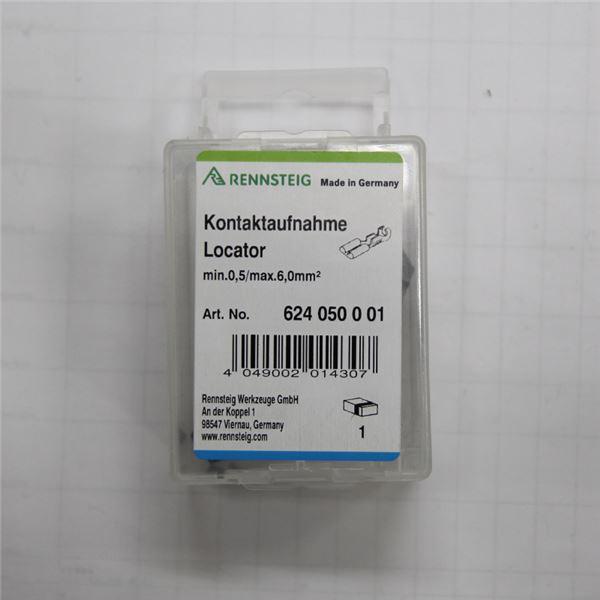 RENNSTEIG Made in Germany
Kontaktaufnahme
Locator
min.0,5/max.6,0mm²
Art. No. 624 050 0 01
4 049002 014307
Rennsteig Werkzeuge GmbH
An der Koppel 1
98547 Viernau, Germany
www.rennsteig.com
1